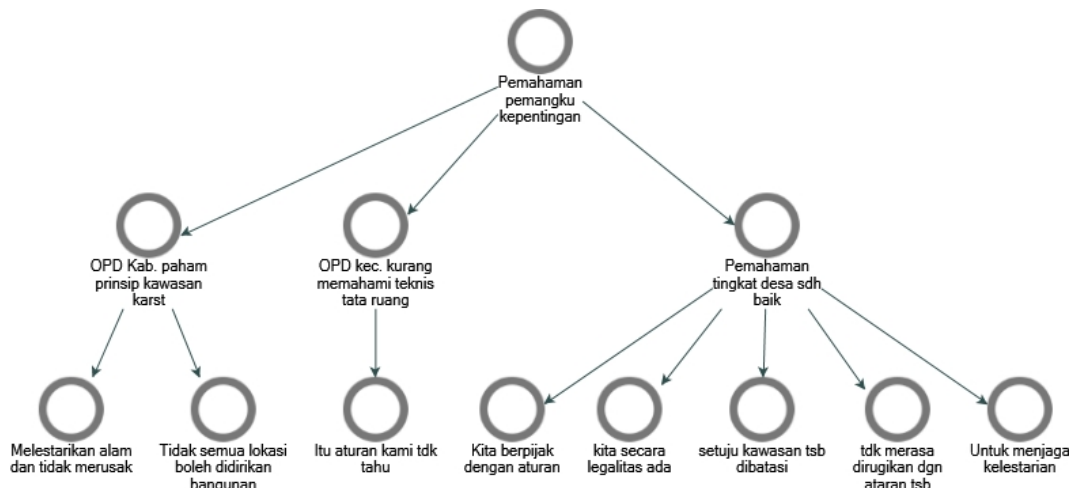 Pemahaman
pemangku
kepentingan
OPD Kab. paham
prinsip kawasan
karst
OPD kec. kurang
memahami teknis
tata ruang
Pemahaman
tingkat desa sdh
baik
Melestarikan alam
dan tidak merusak
Tidak semua lokasi
boleh didirikan
bangunan
Itu aturan kami tdk
tahu
Kita berpijak
dengan aturan
kita secara
legalitas ada
setuju kawasan tsb
dibatasi
tdk merasa
dirugikan dgn
ataran tsb
Untuk menjaga
kelestarian